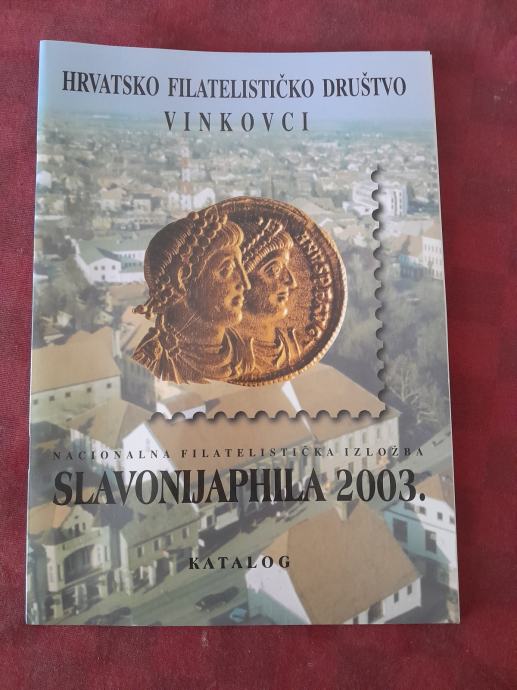 HRVATSKO FILATELISTIČKO DRUŠTVO
VINKOVCI
NACIONALNA FILATELISTIČKA IZLOŽBA
SLAVONIJAPHILA 2003.
KATALOG